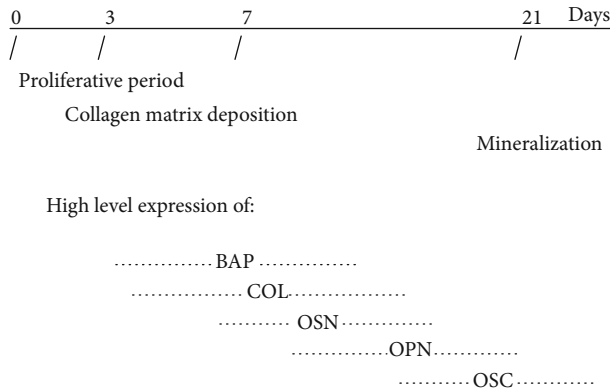 0 3 7 21 Days
Proliferative period
Collagen matrix deposition
Mineralization
High level expression of:
BAP
COL
OSN
OPN
OSC